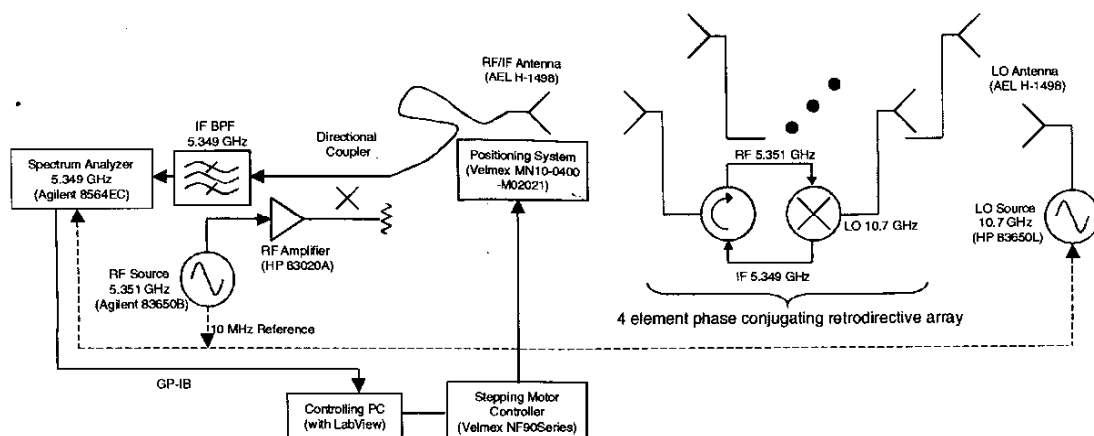 RF/IF Antenna
(AEL H-1498)
LO Antenna
(AEL H-1498)
IF BPF
5.349 GHz
Directional
Coupler
Spectrum Analyzer
5.349 GHz
(Agilent 8564EC)
Positioning System
(Velmex MN10-0400
-M02021)
RF 5.351 GHz
LO 10.7 GHz
IF 5.349 GHz
LO Source
10.7 GHz
(HP 83650L)
RF Amplifier
(HP 83020A)
RF Source
5.351 GHz
(Agilent 83650B)
10 MHz Reference
4 element phase conjugating retrodirective array
GP-IB
Controlling PC
(with LabView)
Stepping Motor
Controller
(Velmex NF90Series)